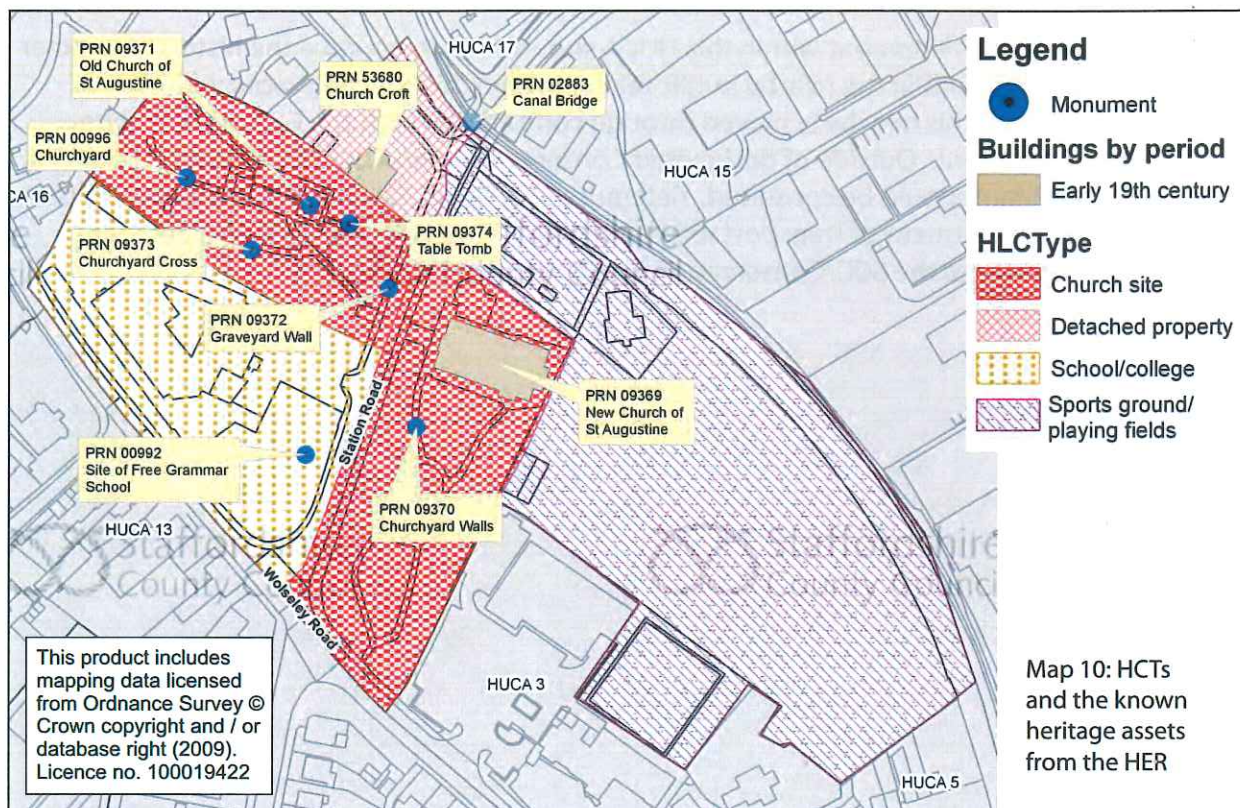 HUCA 17
PRN 09371
Old Church of
St Augustine
PRN 53680
Church Croft
PRN 02883
Canal Bridge
PRN 00996
Churchyard
HUCA 16
HUCA 15
PRN 09373
Churchyard Cross
PRN 09374
Table Tomb
PRN 09372
Graveyard Wall
PRN 09369
New Church of
St Augustine
Station Road
PRN 00992
Site of Free Grammar
School
PRN 09370
Churchyard Walls
HUCA 13
Wolseley Road
HUCA 3
HUCA 5
This product includes
mapping data licensed
from Ordnance Survey ©
Crown copyright and / or
database right (2009).
Licence no. 100019422
Legend
Monument
Buildings by period
Early 19th century
HLCType
Church site
Detached property
School/college
Sports ground/
playing fields
Map 10: HCTs
and the known
heritage assets
from the HER